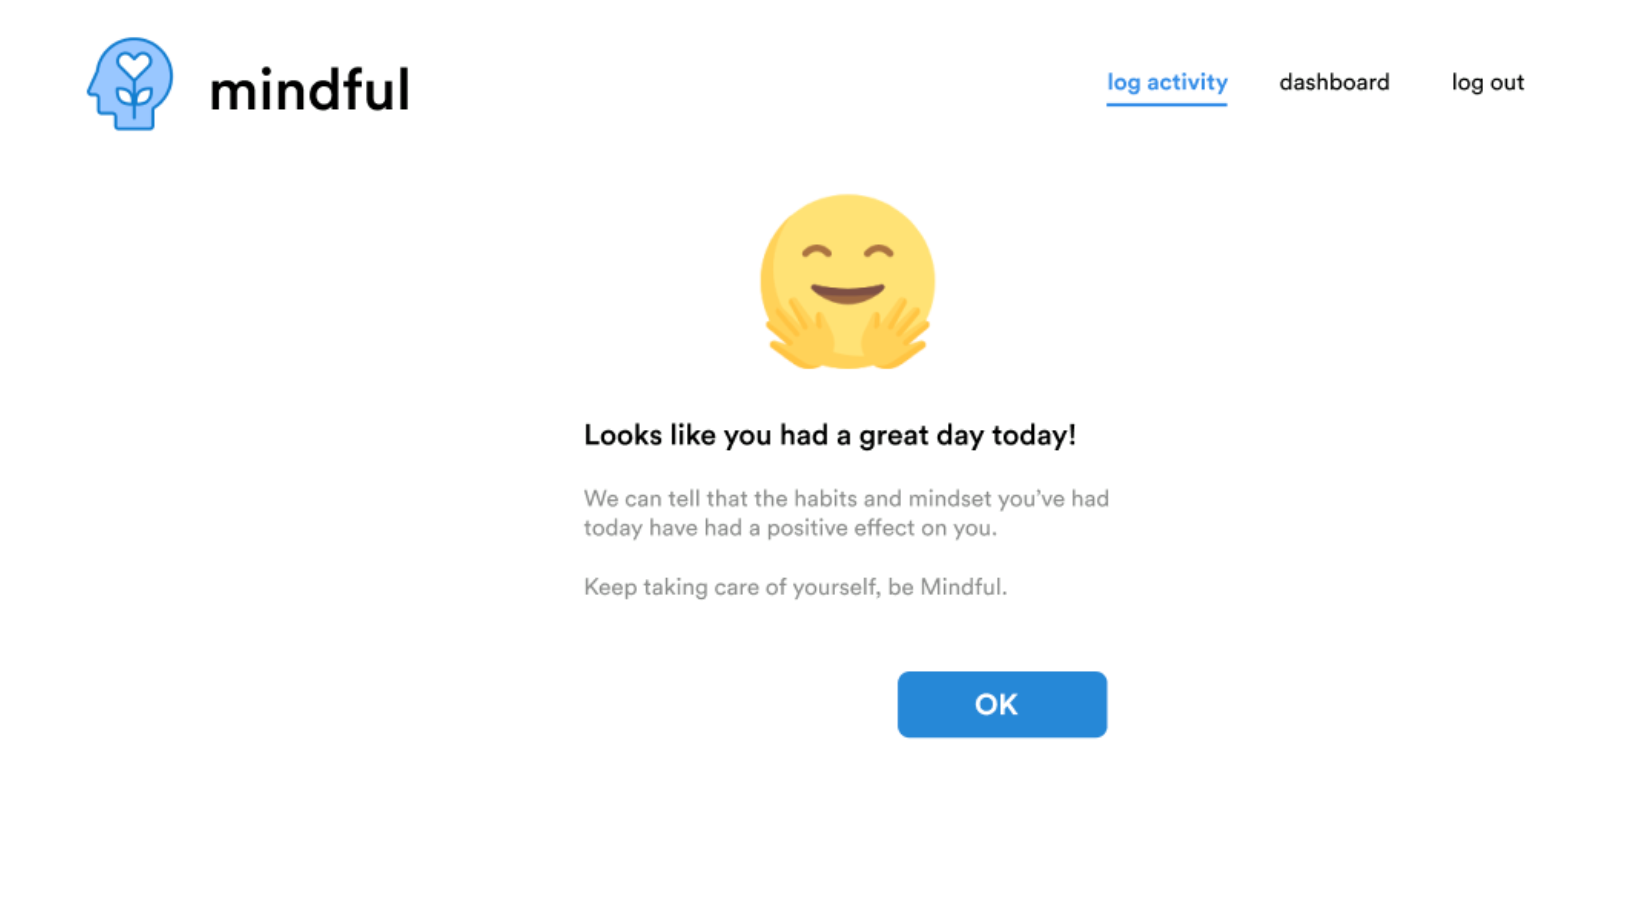 mindful
log activity
dashboard
log out
Looks like you had a great day today!
We can tell that the habits and mindset you’ve had
today have had a positive effect on you.
Keep taking care of yourself, be Mindful.
OK